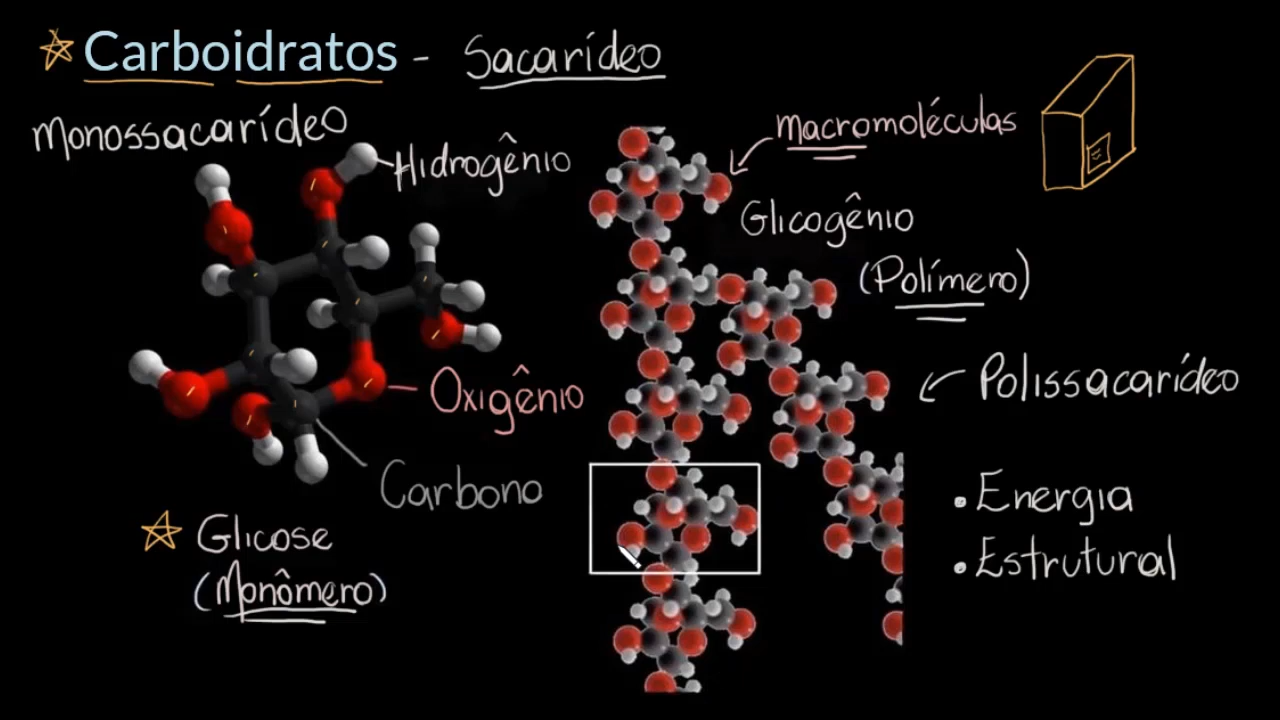 Carboidratos - Sacarídeo
Monossacarídeo
Hidrogênio
Oxigênio
Carbono
Glicose
(Monômero)
macromoléculas
Glicogênio
(Polímero)
Polissacarídeo
• Energia
• Estrutural